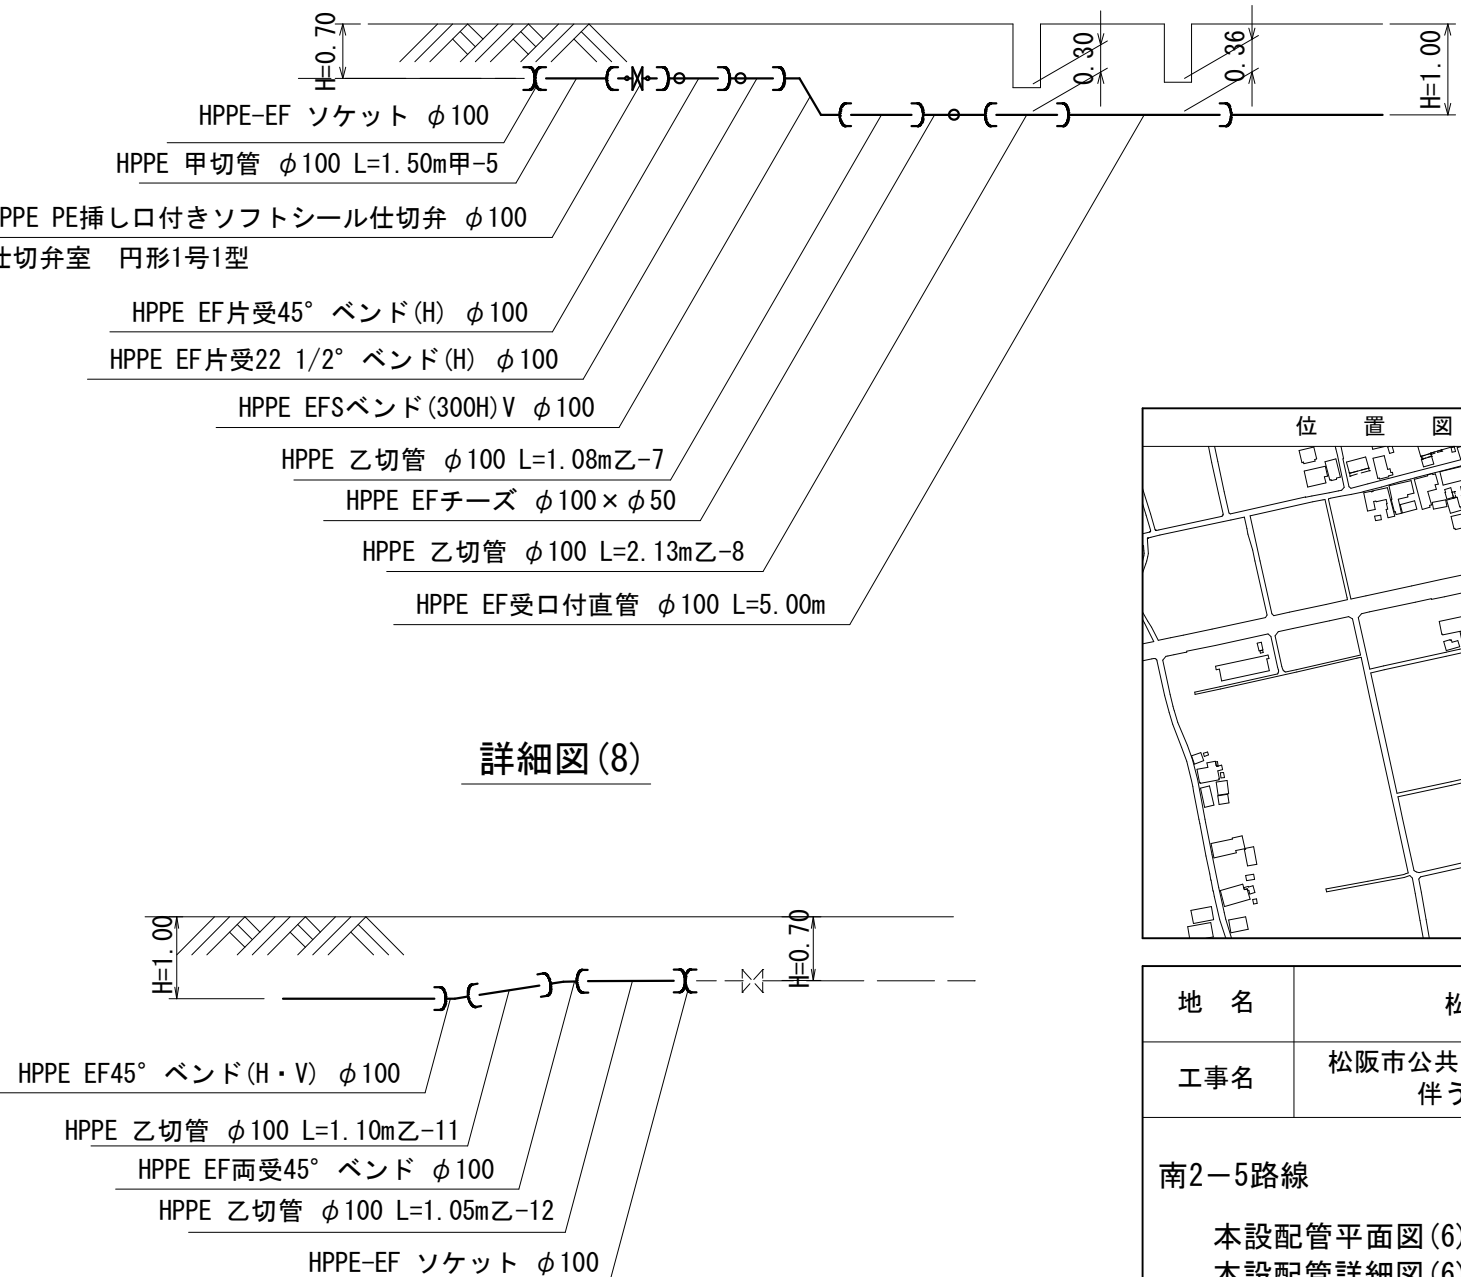 H=0.70
0.30
0.36
H=1.00
HPPE-EF ソケット φ100
HPPE 甲切管 φ100 L=1.50m甲-5
PPE PE挿し口付きソフトシール仕切弁 φ100
仕切弁室 円形1号1型
HPPE EF片受45° ベンド(H) φ100
HPPE EF片受22 1/2° ベンド(H) φ100
HPPE EFSベンド(300H)V φ100
HPPE 乙切管 φ100 L=1.08m乙-7
HPPE EFチーズ φ100×φ50
HPPE 乙切管 φ100 L=2.13m乙-8
HPPE EF受口付直管 φ100 L=5.00m
詳細図(8)
H=1.00
H=0.70
HPPE EF45° ベンド(H・V) φ100
HPPE 乙切管 φ100 L=1.10m乙-11
HPPE EF両受45° ベンド φ100
HPPE 乙切管 φ100 L=1.05m乙-12
HPPE-EF ソケット φ100
位 置 図
地 名 松
工事名 松阪市公共
伴う
南2ー5路線
本設配管平面図(6)
本設配管詳細図(6)